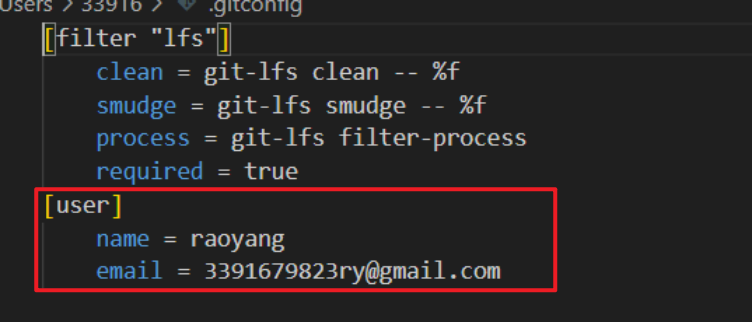 Users > 33916 > .gitconfig
[filter "lfs"]
clean = git-lfs clean -- %f
smudge = git-lfs smudge -- %f
process = git-lfs filter-process
required = true
[user]
name = raoyang
email = 3391679823ry@gmail.com